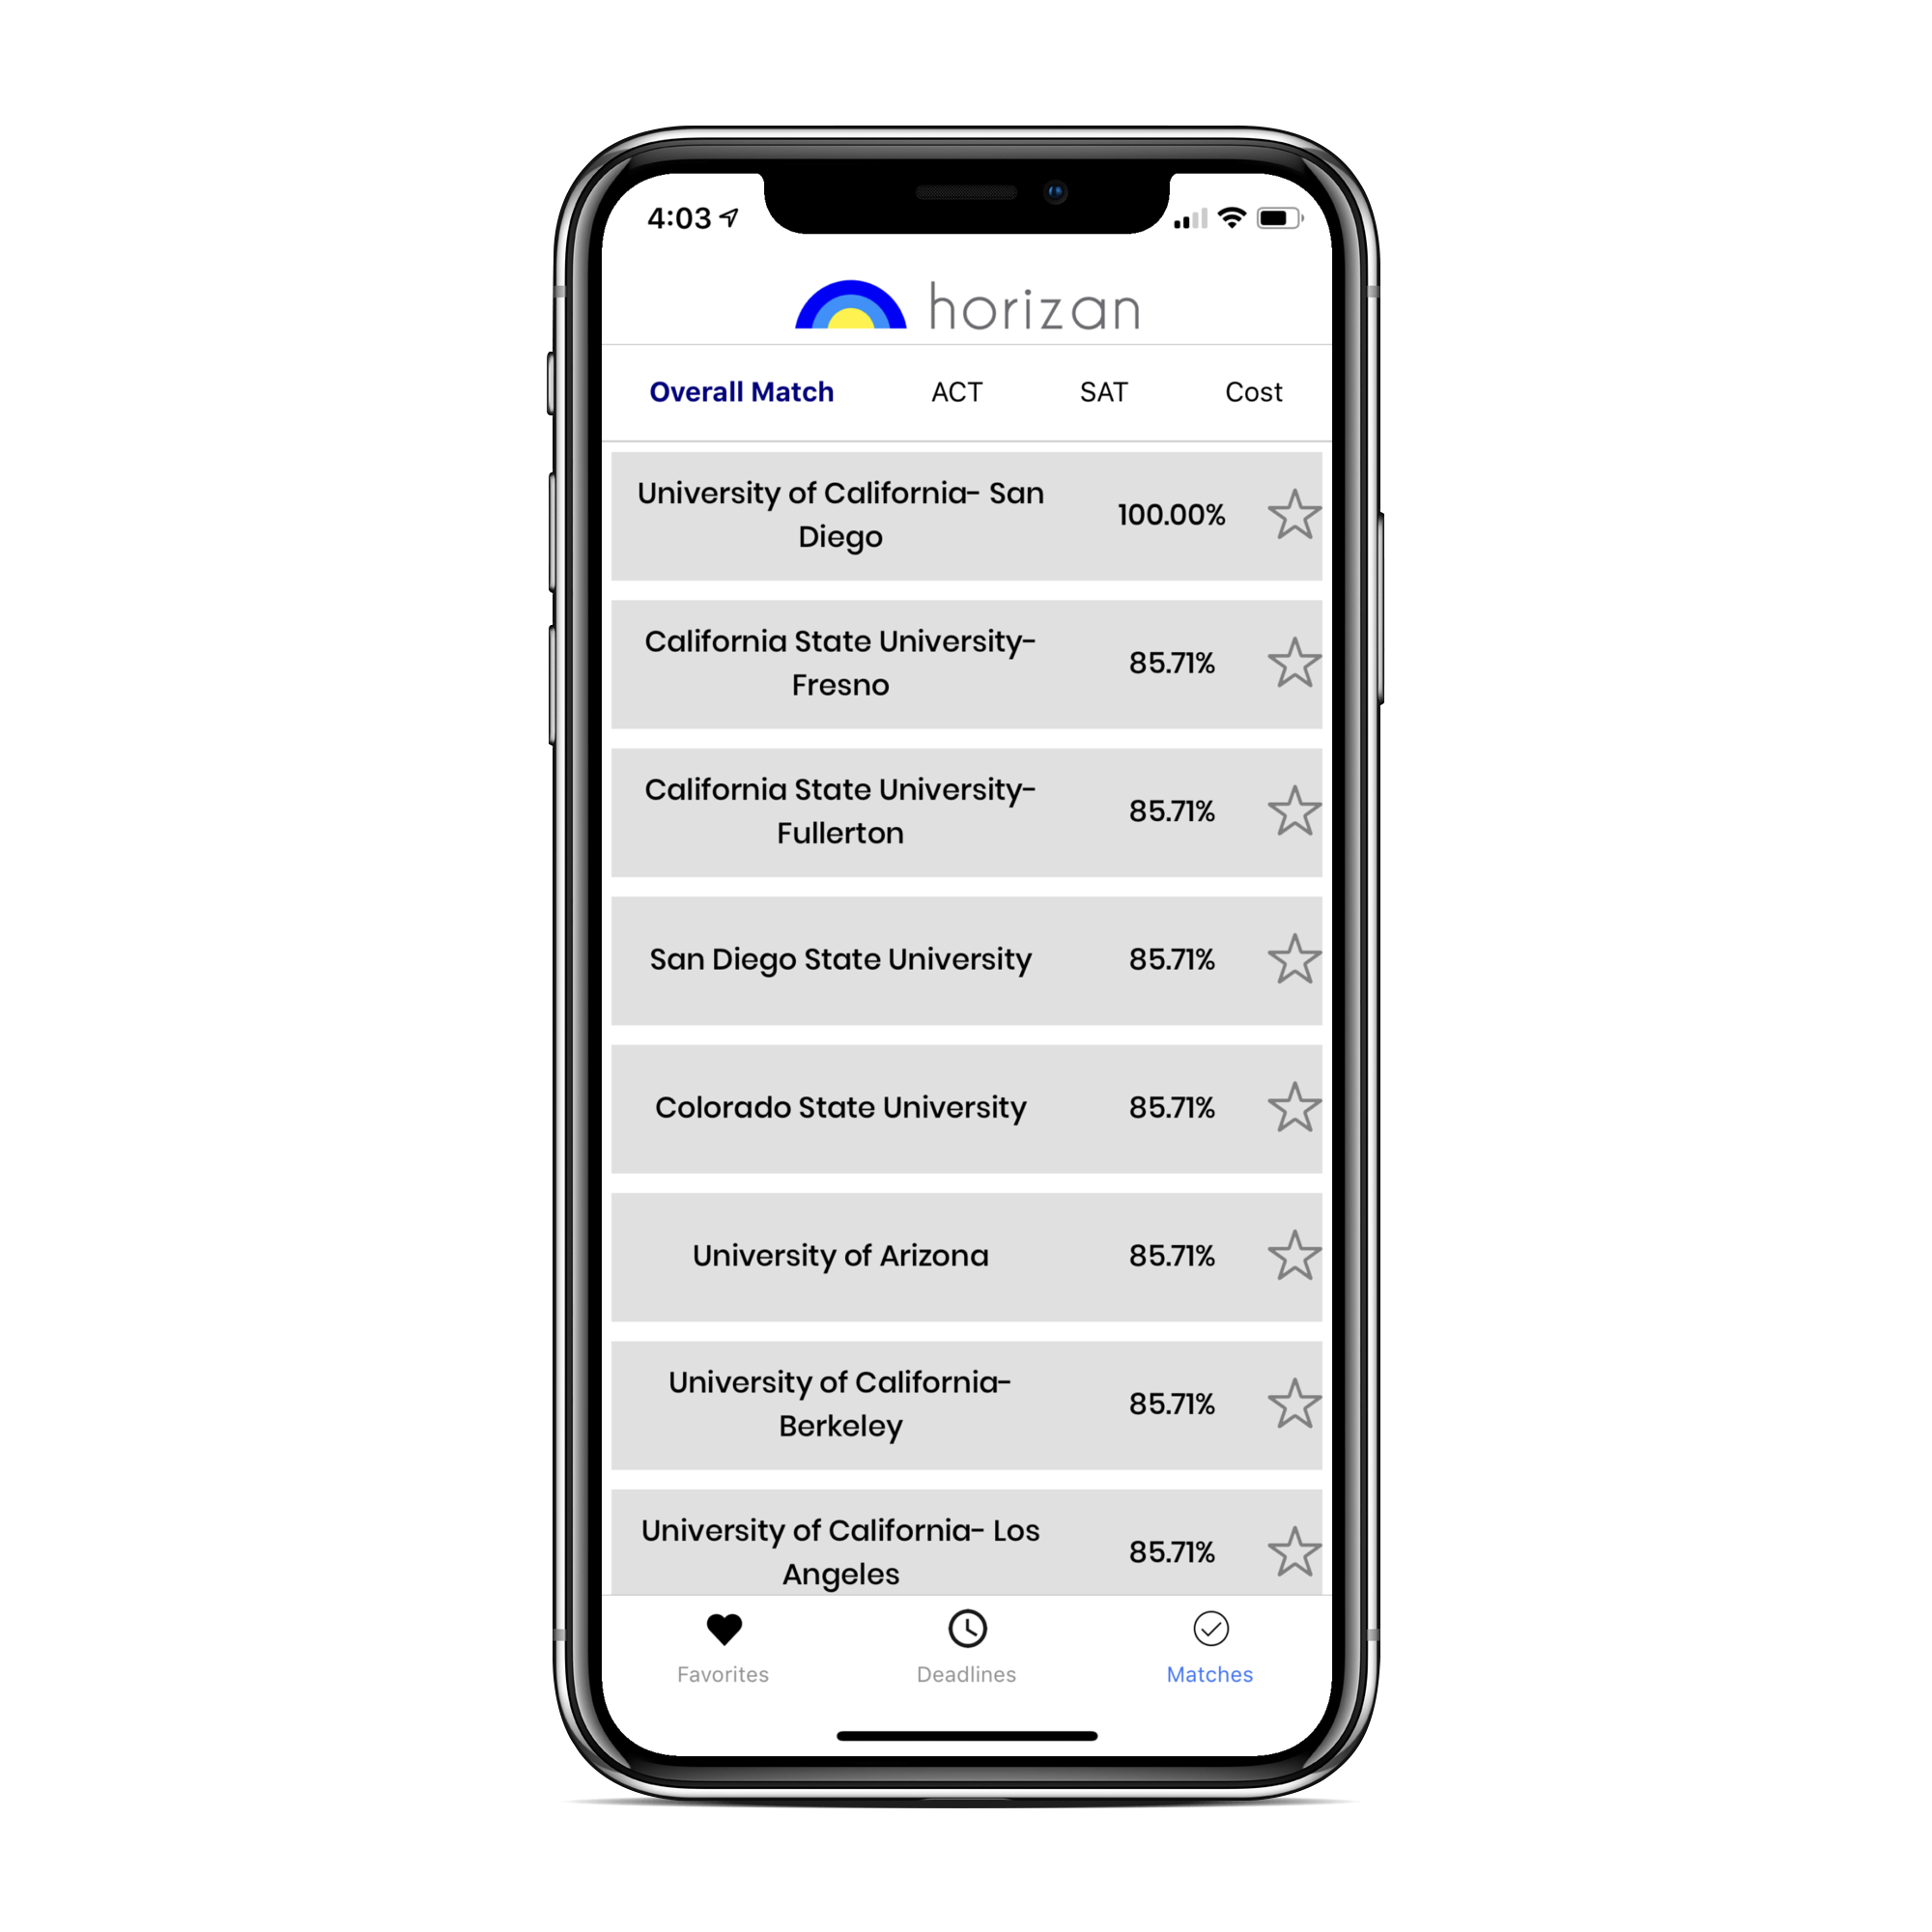 4:03
horizan
Overall Match ACT SAT Cost
University of California- San
Diego
100.00%
California State University-
Fresno
85.71%
California State University-
Fullerton
85.71%
San Diego State University 85.71%
Colorado State University 85.71%
University of Arizona 85.71%
University of California-
Berkeley
85.71%
University of California- Los
Angeles
85.71%
Favorites Deadlines Matches